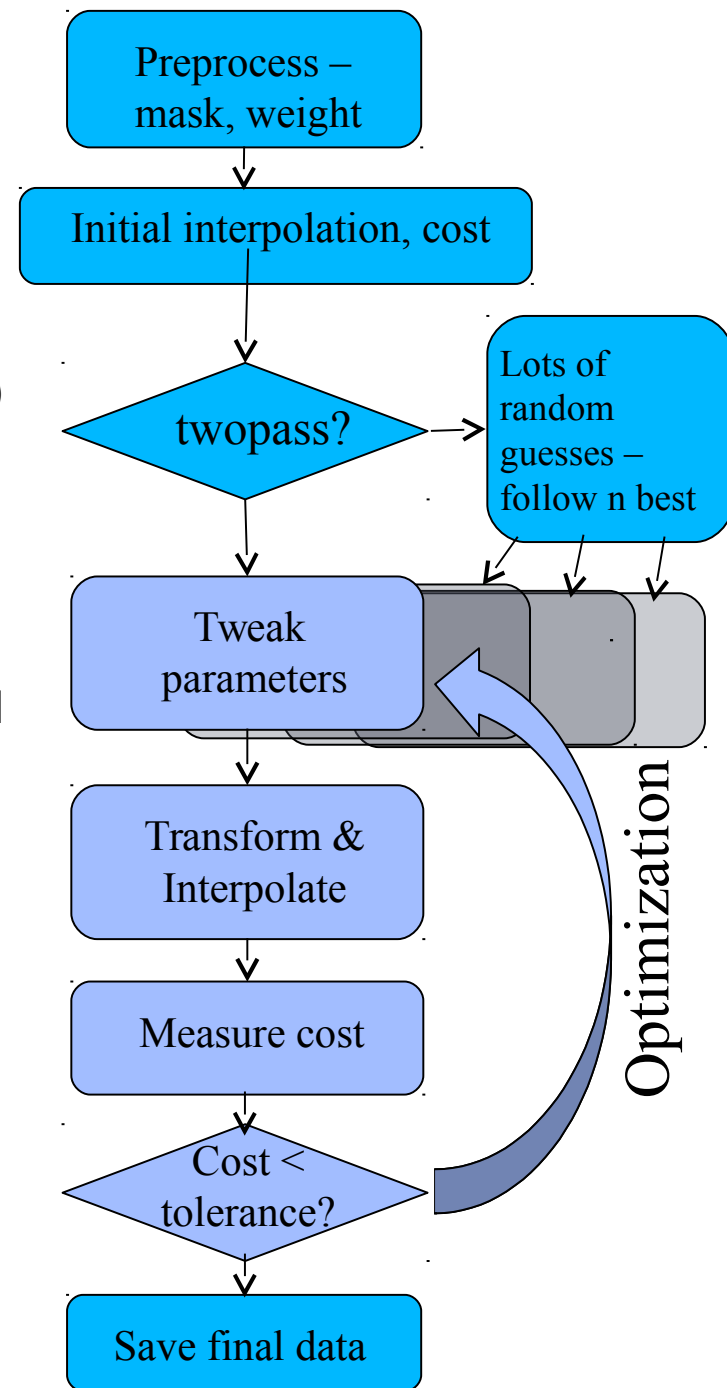 Preprocess –
mask, weight
Initial interpolation, cost
twopass?
Lots of
random
guesses –
follow n best
Tweak
parameters
Transform &
Interpolate
Measure cost
Cost <
tolerance?
Optimization
Save final data